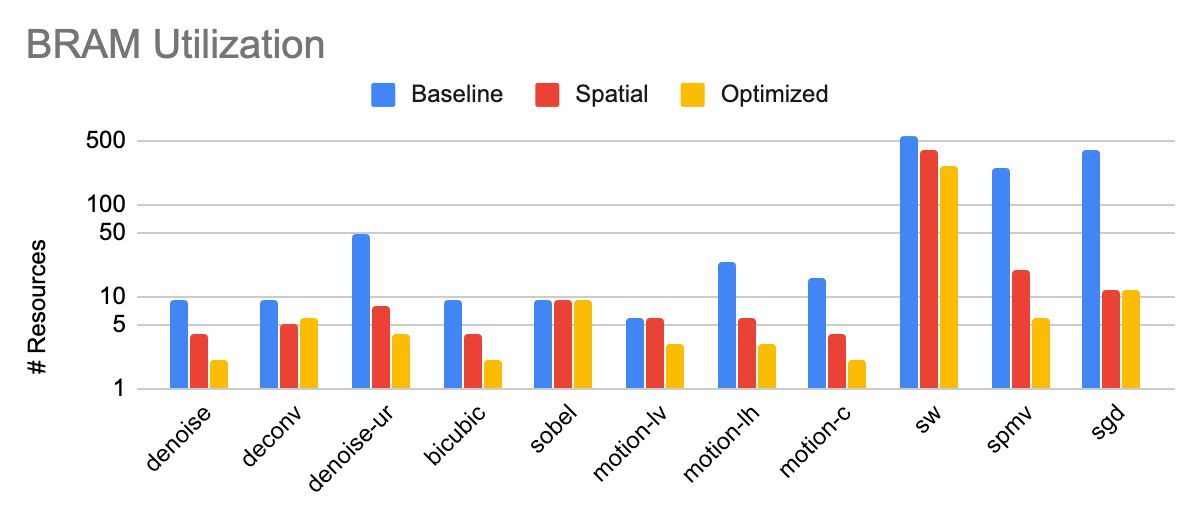 BRAM Utilization
Baseline Spatial Optimized
# Resources
500
100
50
10
5
1
denoise deconv denoise-ur bicubic sobel motion-lv motion-lh motion-c sw spmv sgd